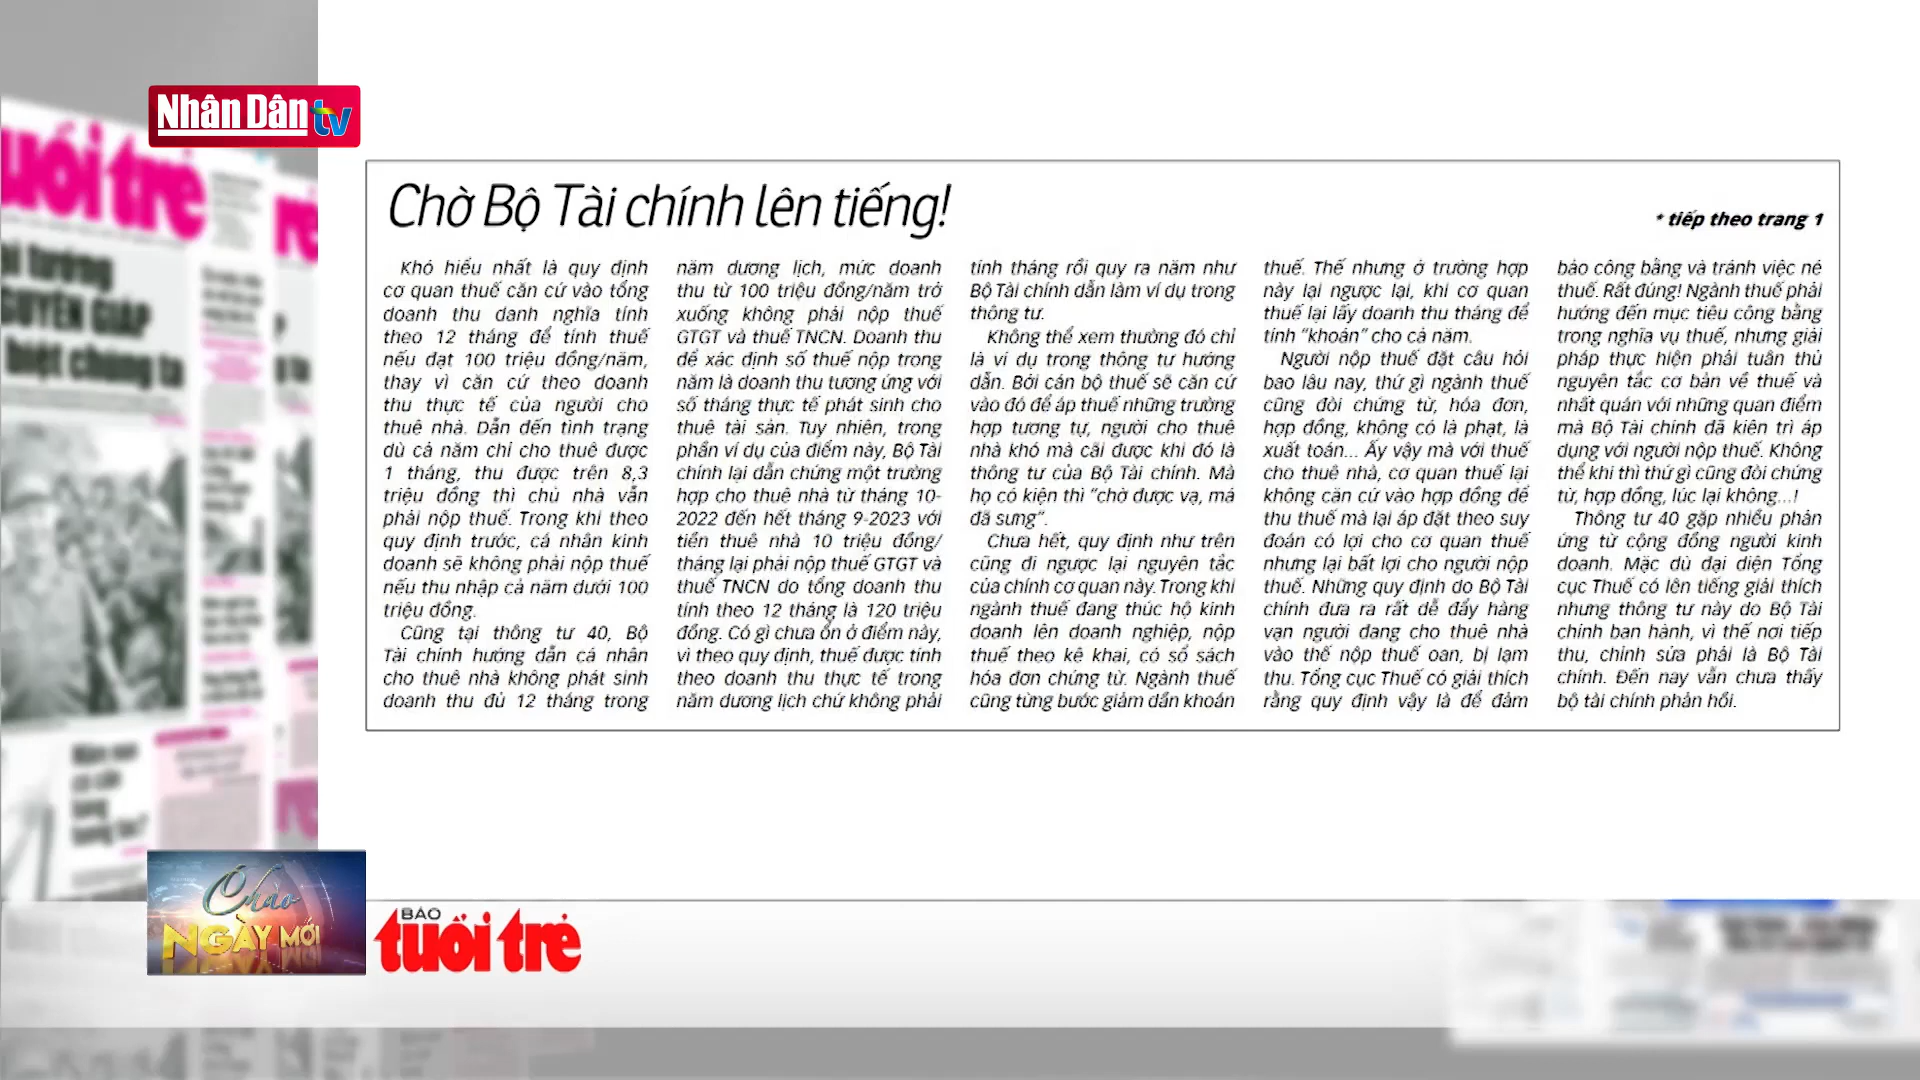 Nhân Dân tv
Chờ Bộ Tài chính lên tiếng!
* tiếp theo trang 1
Khó hiểu nhất là quy định
cơ quan thuế căn cứ vào tổng
doanh thu danh nghĩa tính
theo 12 tháng để tính thuế
nếu đạt 100 triệu đồng/năm,
thay vì căn cứ theo doanh
thu thực tế của người cho
thuê nhà. Dẫn đến tình trạng
dù cả năm chỉ cho thuê được
1 tháng, thu được trên 8,3
triệu đồng thì chủ nhà vẫn
phải nộp thuế. Trong khi theo
quy định trước, cá nhân kinh
doanh sẽ không phải nộp thuế
nếu thu nhập cả năm dưới 100
triệu đồng.
Cũng tại thông tư 40, Bộ
Tài chính hướng dẫn cá nhân
cho thuê nhà không phát sinh
doanh thu đủ 12 tháng trong
năm dương lịch, mức doanh
thu từ 100 triệu đồng/năm trở
xuống không phải nộp thuế
GTGT và thuế TNCN. Doanh thu
để xác định số thuế nộp trong
năm là doanh thu tương ứng với
số tháng thực tế phát sinh cho
thuê tài sản. Tuy nhiên, trong
phần ví dụ của điểm này, Bộ Tài
chính lại dẫn chứng một trường
hợp cho thuê nhà từ tháng 10-
2022 đến hết tháng 9-2023 với
tiền thuê nhà 10 triệu đồng/
tháng lại phải nộp thuế GTGT và
thuế TNCN do tổng doanh thu
tính theo 12 tháng là 120 triệu
đồng. Có gì chưa ổn ở điểm này,
vì theo quy định, thuế được tính
theo doanh thu thực tế trong
năm dương lịch chứ không phải
tính tháng rồi quy ra năm như
Bộ Tài chính dẫn làm ví dụ trong
thông tư.
Không thể xem thường đó chỉ
là ví dụ trong thông tư hướng
dẫn. Bởi cán bộ thuế sẽ căn cứ
vào đó để áp thuế những trường
hợp tương tự, người cho thuê
nhà khó mà cãi được khi đó là
thông tư của Bộ Tài chính. Mà
họ có kiện thì "chờ được vạ, má
đã sưng".
Chưa hết, quy định như trên
cũng đi ngược lại nguyên tắc
của chính cơ quan này. Trong khi
ngành thuế đang thúc hộ kinh
doanh lên doanh nghiệp, nộp
thuế theo kê khai, có sổ sách
hóa đơn chứng từ. Ngành thuế
cũng từng bước giảm dần khoán
thuế. Thế nhưng ở trường hợp
này lại ngược lại, khi cơ quan
thuế lại lấy doanh thu tháng để
tính "khoán" cho cả năm.
Người nộp thuế đặt câu hỏi
bao lâu nay, thứ gì ngành thuế
cũng đòi chứng từ, hóa đơn,
hợp đồng, không có là phạt, là
xuất toán... Ấy vậy mà với thuế
cho thuê nhà, cơ quan thuế lại
không căn cứ vào hợp đồng để
thu thuế mà lại áp đặt theo suy
đoán có lợi cho cơ quan thuế
nhưng lại bất lợi cho người nộp
thuế. Những quy định do Bộ Tài
chính đưa ra rất dễ đẩy hàng
vạn người đang cho thuê nhà
vào thế nộp thuế oan, bị lạm
thu. Tổng cục Thuế có giải thích
rằng quy định vậy là để đảm
bảo công bằng và tránh việc né
thuế. Rất đúng! Ngành thuế phải
hướng đến mục tiêu công bằng
trong nghĩa vụ thuế, nhưng giải
pháp thực hiện phải tuân thủ
nguyên tắc cơ bản về thuế và
nhất quán với những quan điểm
mà Bộ Tài chính đã kiên trì áp
dụng với người nộp thuế. Không
thể khi thì thứ gì cũng đòi chứng
từ, hợp đồng, lúc lại không...!
Thông tư 40 gặp nhiều phản
ứng từ cộng đồng người kinh
doanh. Mặc dù đại diện Tổng
cục Thuế có lên tiếng giải thích
nhưng thông tư này do Bộ Tài
chính ban hành, vì thế nơi tiếp
thu, chỉnh sửa phải là Bộ Tài
chính. Đến nay vẫn chưa thấy
bộ tài chính phản hồi.
Chào
NGÀY MỚI
BÁO
tuổi trẻ